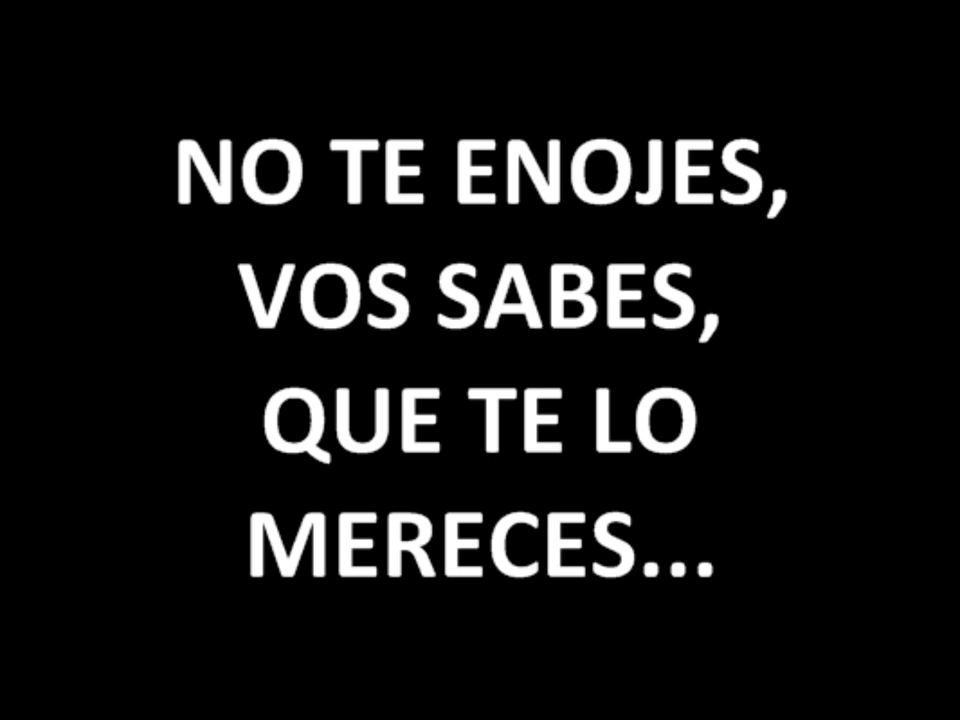 NO TE ENOJES,
VOS SABES,
QUE TE LO
MERECES...